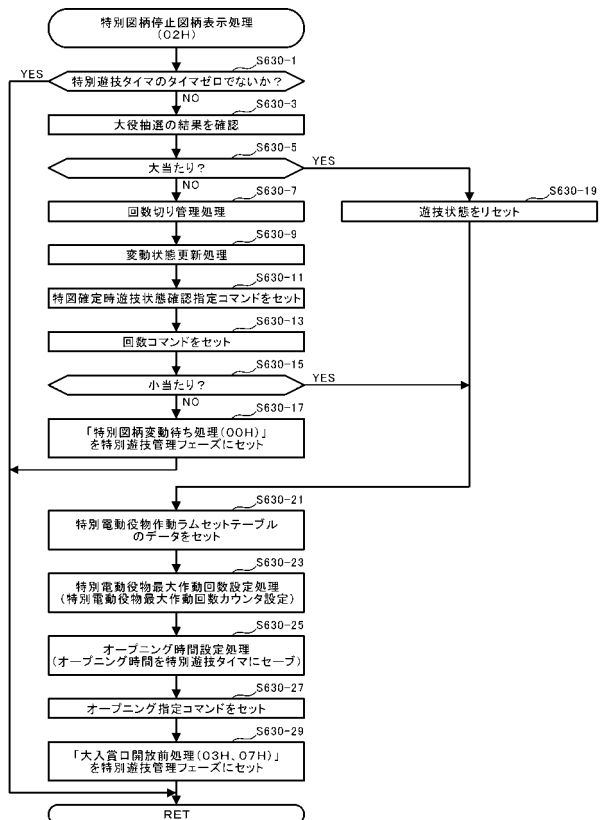 特別図柄停止図柄表示処理
(02H)
S630-1
YES
特別遊技タイマのタイマゼロでないか?
NO
S630-3
大役抽選の結果を確認
S630-5
大当たり?
YES
NO
S630-7
回数切り管理処理
S630-19
遊技状態をリセット
S630-9
変動状態更新処理
S630-11
特図確定時遊技状態確認指定コマンドをセット
S630-13
回数コマンドをセット
S630-15
小当たり?
YES
NO
S630-17
「特別図柄変動待ち処理(00H)」
を特別遊技管理フェーズにセット
S630-21
特別電動役物作動ラムセットテーブル
のデータをセット
S630-23
特別電動役物最大作動回数設定処理
(特別電動役物最大作動回数カウンタ設定)
S630-25
オープニング時間設定処理
(オープニング時間を特別遊技タイマにセーブ)
S630-27
オープニング指定コマンドをセット
S630-29
「大入賞口開放前処理(03H、07H)」
を特別遊技管理フェーズにセット
RET